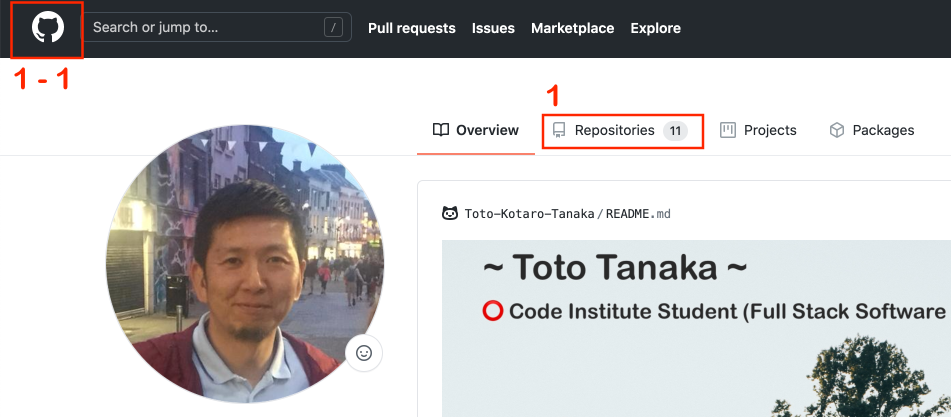 Search or jump to... / Pull requests Issues Marketplace Explore
1 - 1
1
Overview Repositories 11 Projects Packages
Toto-Kotaro-Tanaka/README.md
~ Toto Tanaka ~
Code Institute Student (Full Stack Software